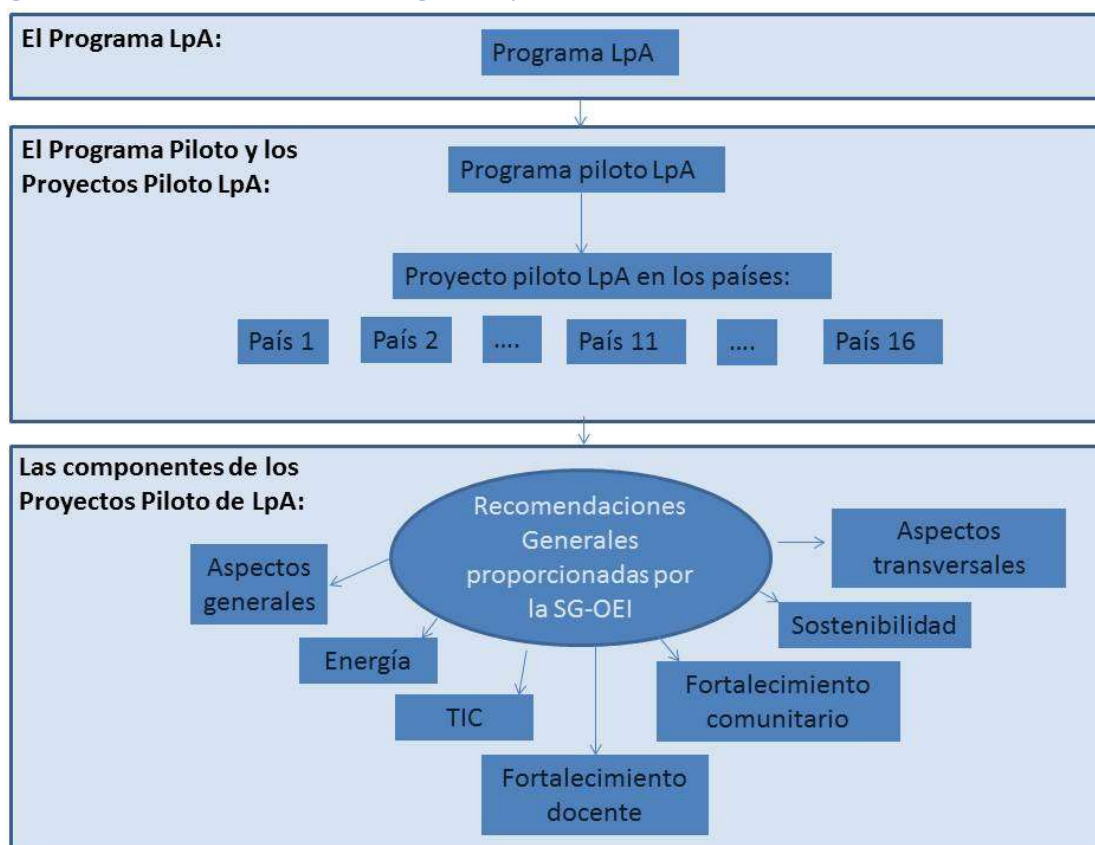 El Programa LpA:
Programa LpA
El Programa Piloto y los
Proyectos Piloto LpA:
Programa piloto LpA
Proyecto piloto LpA en los países:
País 1
País 2
....
País 11
....
País 16
Las componentes de los
Proyectos Piloto de LpA:
Recomendaciones
Generales
proporcionadas por
la SG-OEI
Aspectos
generales
Energía
TIC
Fortalecimiento
docente
Fortalecimiento
comunitario
Sostenibilidad
Aspectos
transversales